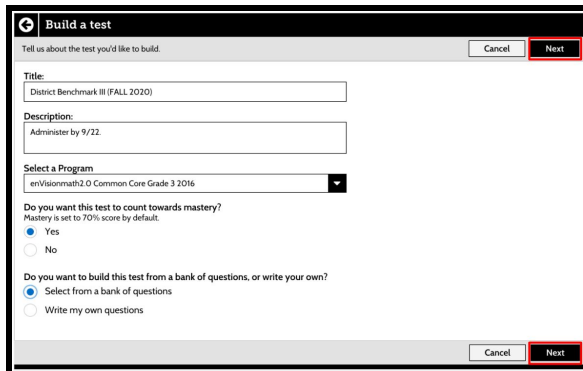 Build a test
Tell us about the test you'd like to build.
Cancel
Next
Title:
District Benchmark III (FALL 2020)
Description:
Administer by 9/22.
Select a Program
enVisionmath2.0 Common Core Grade 3 2016
Do you want this test to count towards mastery?
Mastery is set to 70% score by default.
Yes
No
Do you want to build this test from a bank of questions, or write your own?
Select from a bank of questions
Write my own questions
Cancel
Next